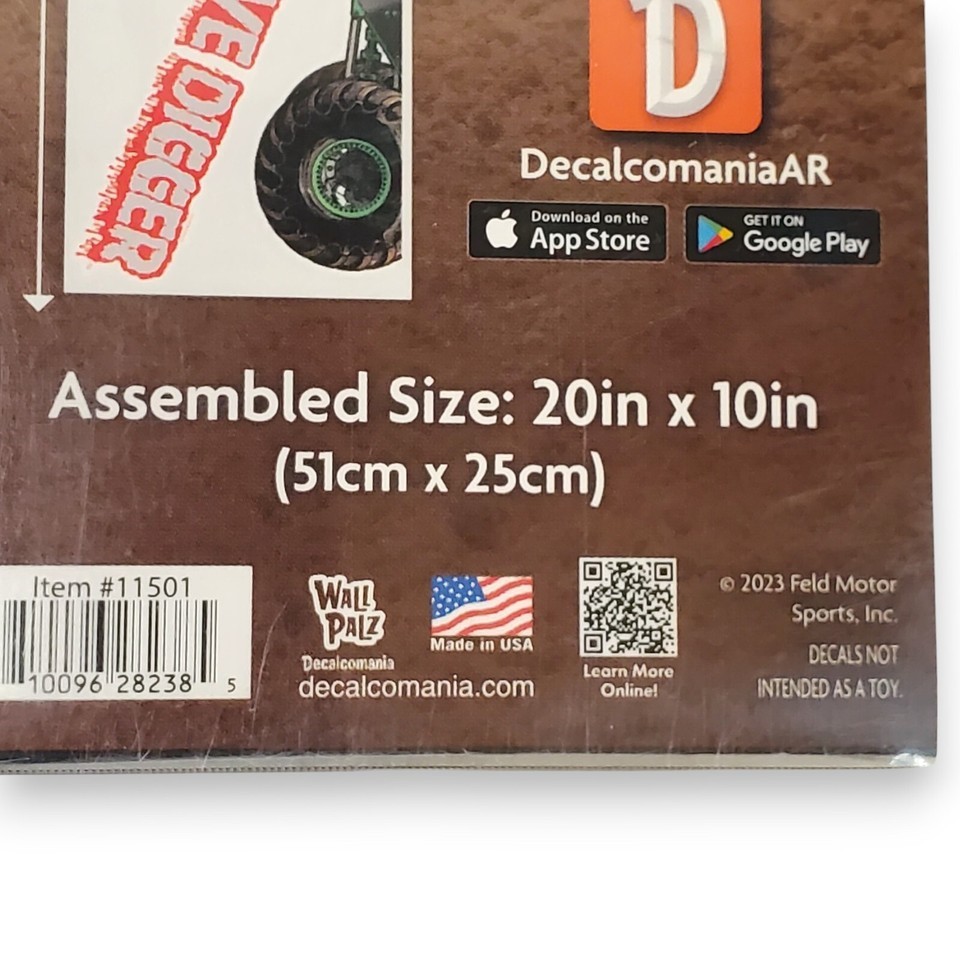 VE DIGGER
D
DecalcomaniaAR
Download on the
App Store
GET IT ON
Google Play
Assembled Size: 20in x 10in
(51cm x 25cm)
Item #11501
10096 28238 5
WALL
PALZ
Decalcomania
decalcomania.com
Made in USA
Learn More
Online!
© 2023 Feld Motor
Sports, Inc.
DECALS NOT
INTENDED AS A TOY.